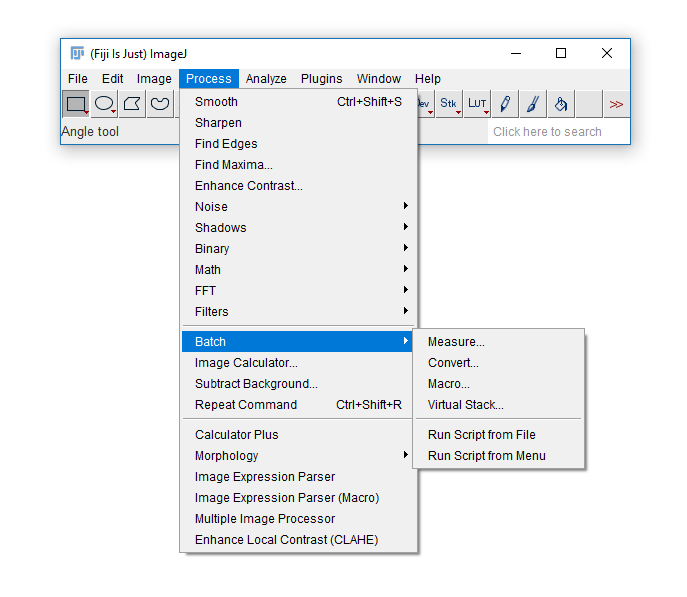 (Fiji Is Just) ImageJ
File Edit Image Process Analyze Plugins Window Help
Stk LUT >>
Angle tool Click here to search
Smooth Ctrl+Shift+S
Sharpen
Find Edges
Find Maxima...
Enhance Contrast...
Noise
Shadows
Binary
Math
FFT
Filters
Batch
Image Calculator...
Subtract Background...
Repeat Command Ctrl+Shift+R
Calculator Plus
Morphology
Image Expression Parser
Image Expression Parser (Macro)
Multiple Image Processor
Enhance Local Contrast (CLAHE)
Measure...
Convert...
Macro...
Virtual Stack...
Run Script from File
Run Script from Menu